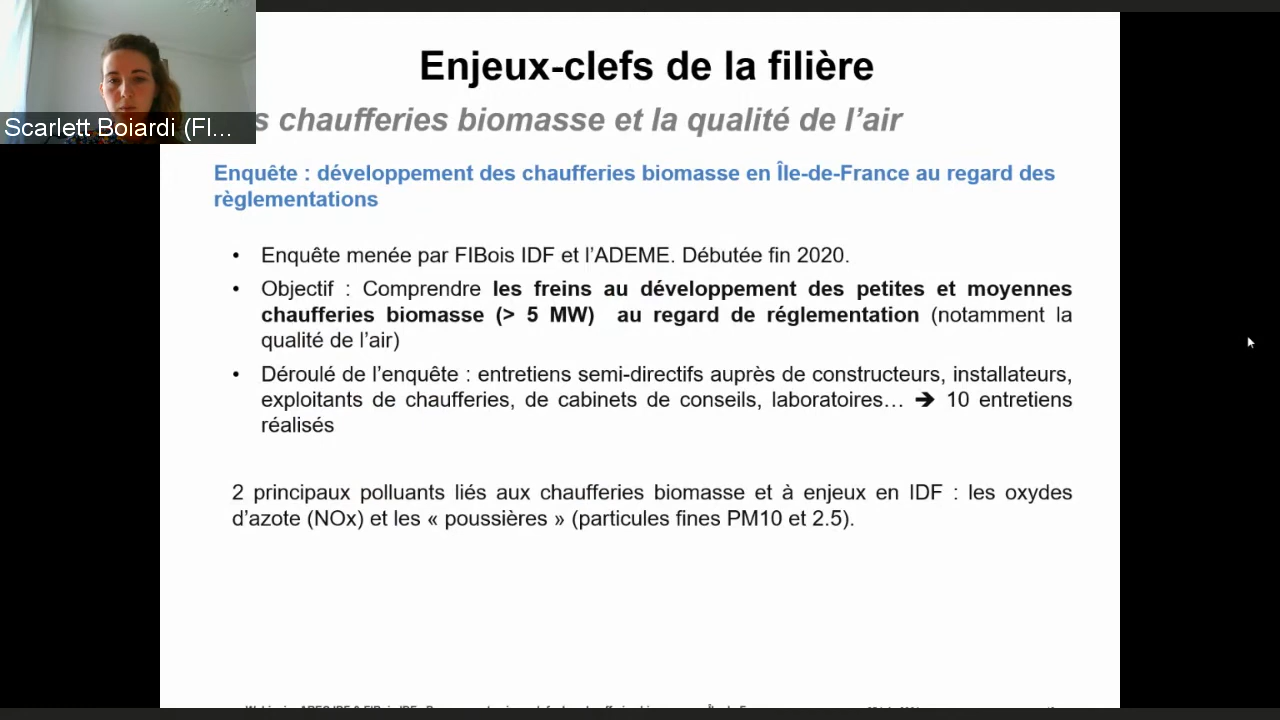 Enjeux-clefs de la filière
Scarlett Boiardi (FI...
s chaufferies biomasse et la qualité de l’air
Enquête : développement des chaufferies biomasse en Île-de-France au regard des
règlementations
• Enquête menée par FIBois IDF et l’ADEME. Débutée fin 2020.
• Objectif : Comprendre les freins au développement des petites et moyennes
chaufferies biomasse (> 5 MW) au regard de réglementation (notamment la
qualité de l’air)
• Déroulé de l’enquête : entretiens semi-directifs auprès de constructeurs, installateurs,
exploitants de chaufferies, de cabinets de conseils, laboratoires… ➔ 10 entretiens
réalisés
2 principaux polluants liés aux chaufferies biomasse et à enjeux en IDF : les oxydes
d’azote (NOx) et les « poussières » (particules fines PM10 et 2.5).